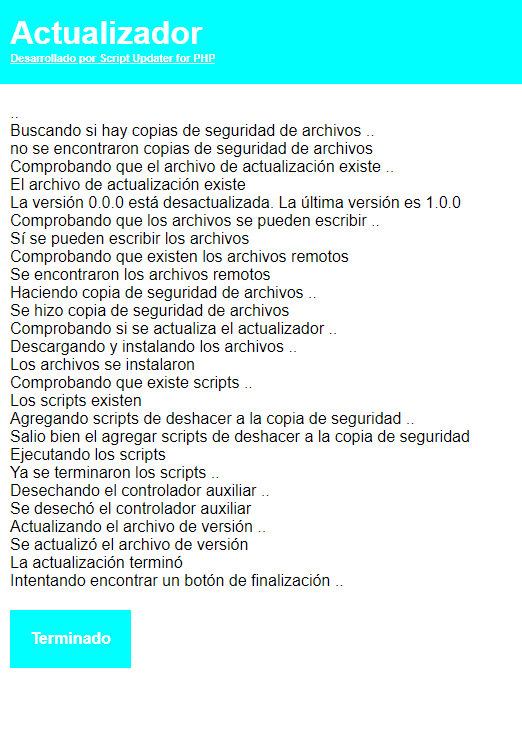 Actualizador
Desarrollado por Script Updater for PHP
..
Buscando si hay copias de seguridad de archivos ..
no se encontraron copias de seguridad de archivos
Comprobando que el archivo de actualización existe ..
El archivo de actualización existe
La versión 0.0.0 está desactualizada. La última versión es 1.0.0
Comprobando que los archivos se pueden escribir ..
Sí se pueden escribir los archivos
Comprobando que existen los archivos remotos
Se encontraron los archivos remotos
Haciendo copia de seguridad de archivos ..
Se hizo copia de seguridad de archivos
Comprobando si se actualiza el actualizador ..
Descargando y instalando los archivos ..
Los archivos se instalaron
Comprobando que existe scripts ..
Los scripts existen
Agregando scripts de deshacer a la copia de seguridad ..
Salio bien el agregar scripts de deshacer a la copia de seguridad
Ejecutando los scripts
Ya se terminaron los scripts ..
Desechando el controlador auxiliar ..
Se desechó el controlador auxiliar
Actualizando el archivo de versión ..
Se actualizó el archivo de versión
La actualización terminó
Intentando encontrar un botón de finalización ..
Terminado